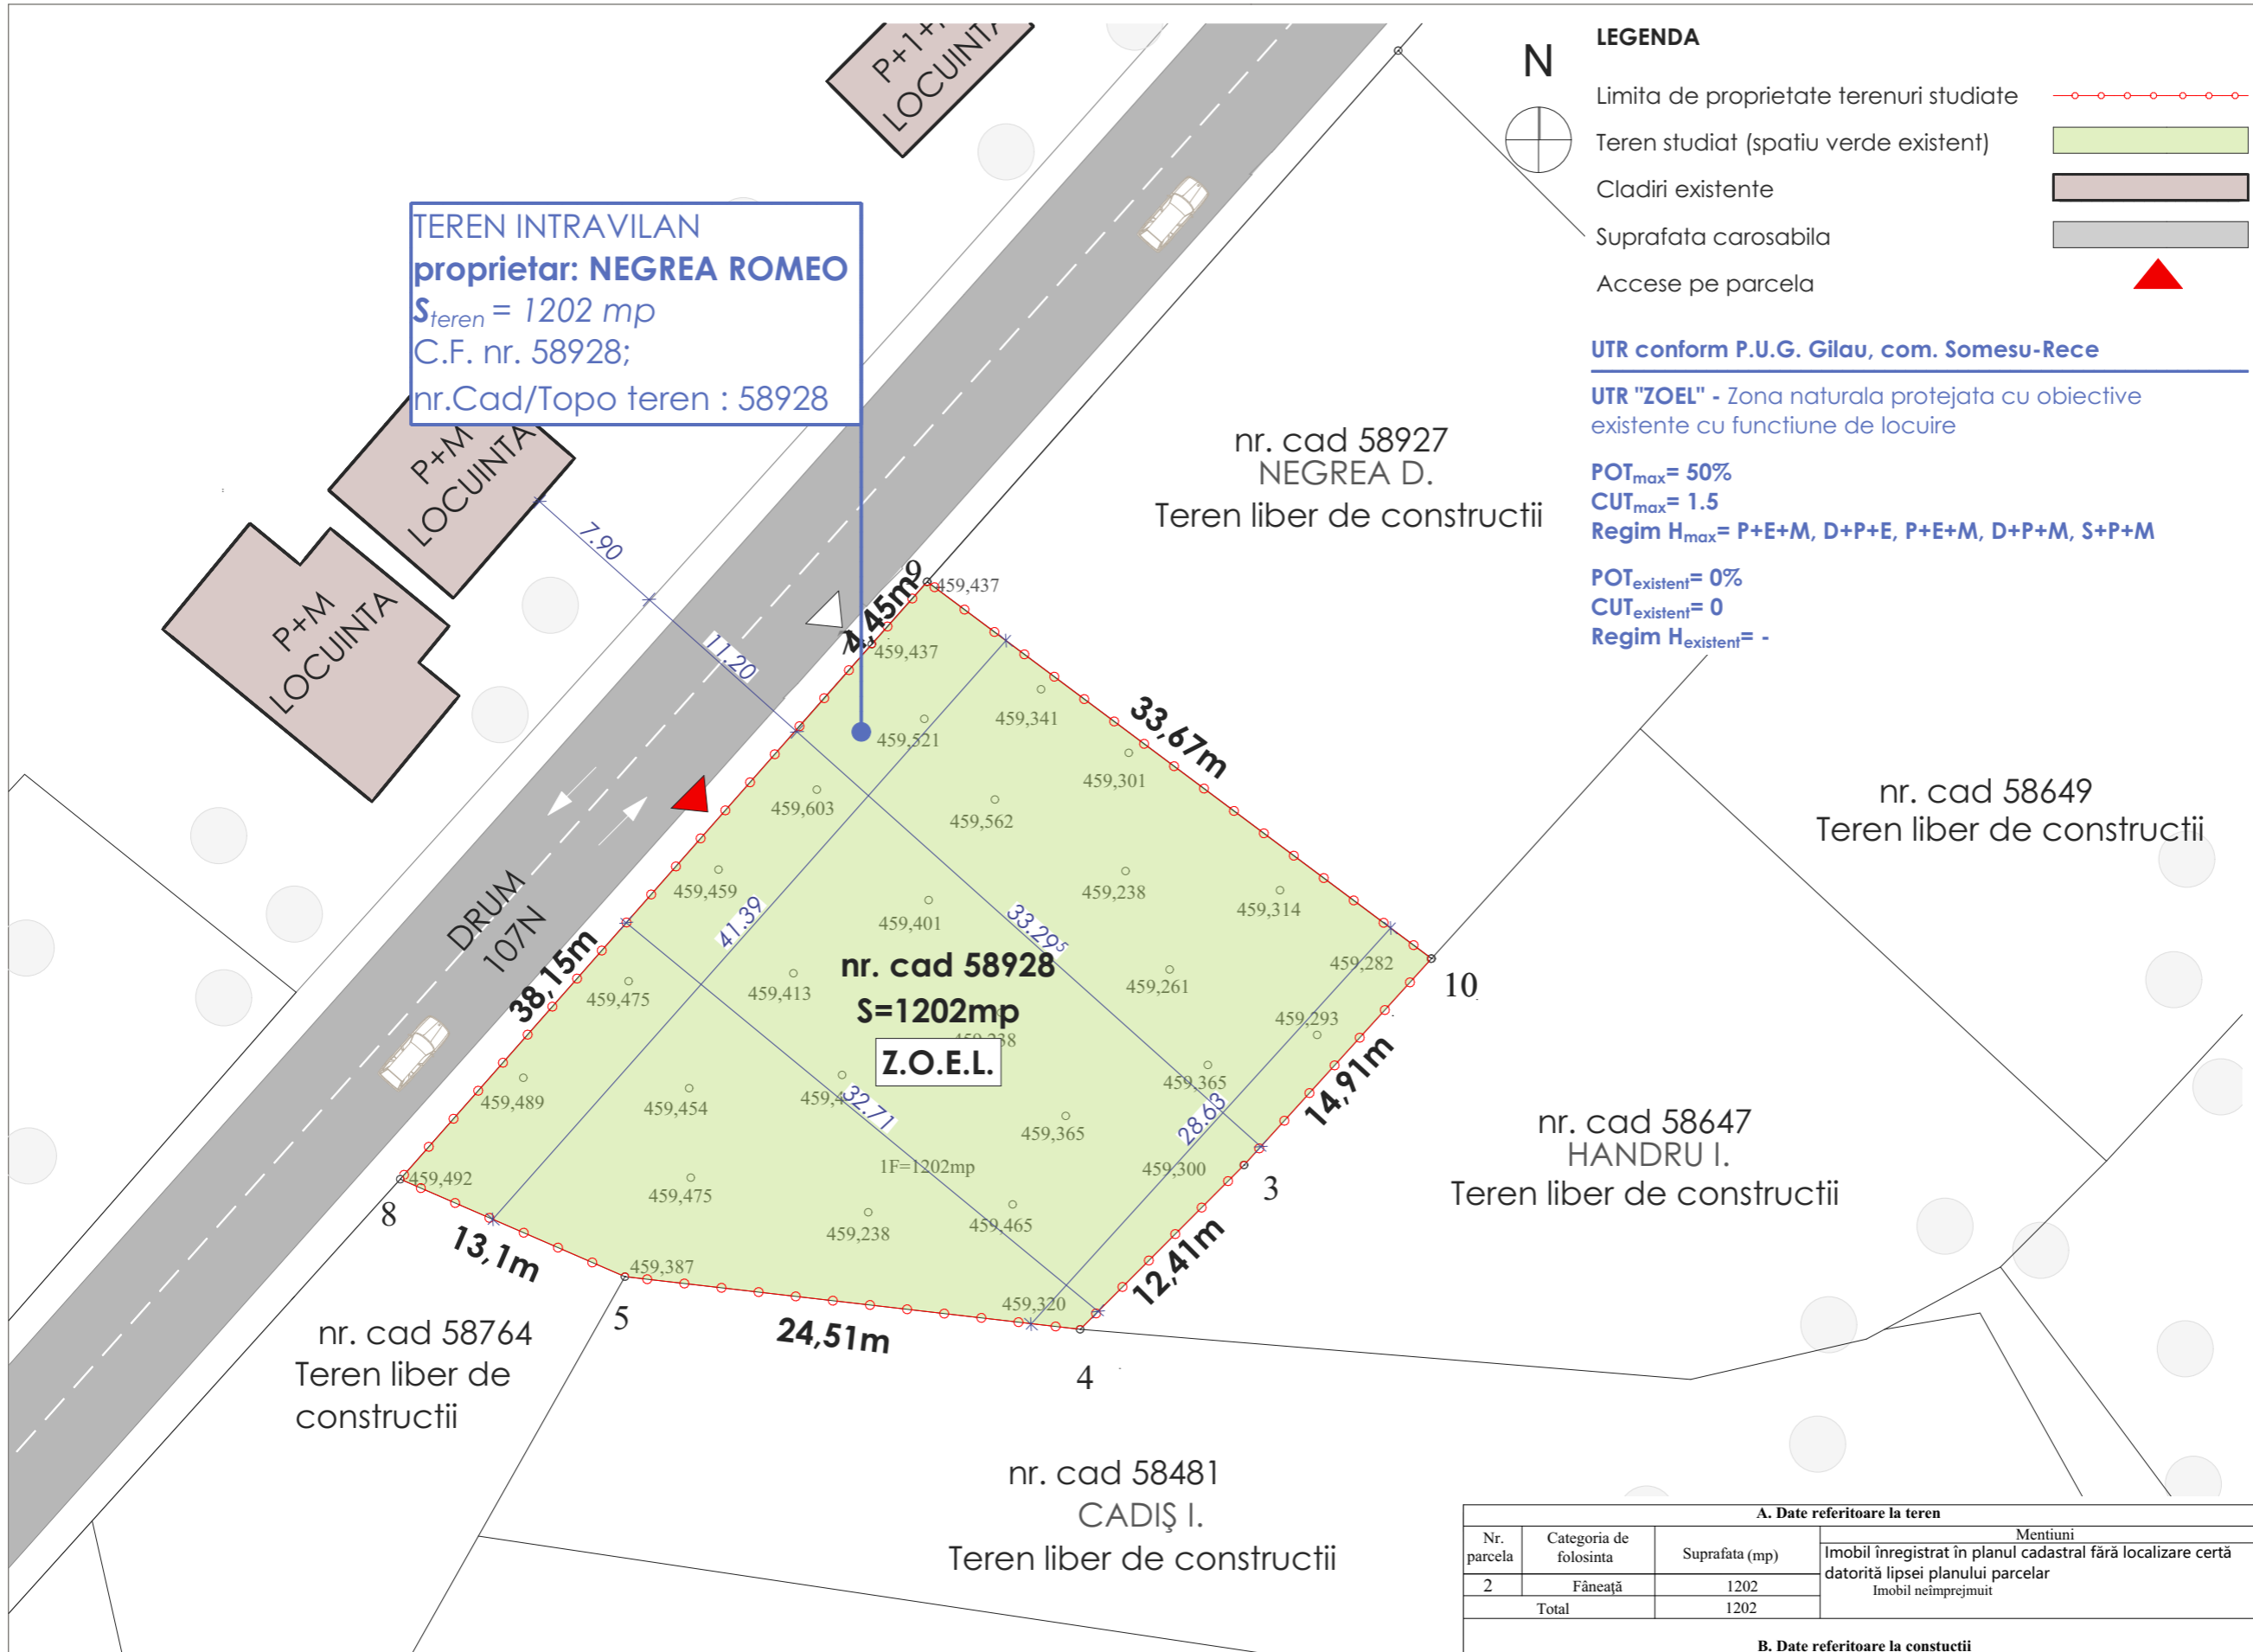 P+1+
LOCUINTA
N
LEGENDA
Limita de proprietate terenuri studiate
Teren studiat (spatiu verde existent)
Cladiri existente
Suprafata carosabila
Accese pe parcela
UTR conform P.U.G. Gilau, com. Somesu-Rece
UTR "ZOEL" - Zona naturala protejata cu obiective
existente cu functiune de locuire
POTmax= 50%
CUTmax= 1.5
Regim Hmax= P+E+M, D+P+E, P+E+M, D+P+M, S+P+M
POTexistent= 0%
CUTexistent= 0
Regim Hexistent= -
TEREN INTRAVILAN
proprietar: NEGREA ROMEO
Steren = 1202 mp
C.F. nr. 58928;
nr.Cad/Topo teren : 58928
P+M
LOCUINTA
P+M
LOCUINTA
7.90
11.20
nr. cad 58927
NEGREA D.
Teren liber de constructii
9
459,437
4,45m
7
459,437
459,341
459,521
33,67m
459,301
459,603
459,562
nr. cad 58649
Teren liber de constructii
459,459
459,238
459,314
41.39
459,401
33.29⁵
DRUM
107N
38,15m
nr. cad 58928
S=1202mp
Z.O.E.L.
459,282
10
459,475
459,413
459,261
459,293
14,91m
459,365
459,489
459,454
32.71
28.63
459,365
nr. cad 58647
HANDRU I.
Teren liber de constructii
1F=1202mp
459,300
3
459,492
8
459,475
459,238
459,465
13,1m
12,41m
459,387
5
459,320
24,51m
4
nr. cad 58764
Teren liber de
constructii
nr. cad 58481
CADIŞ I.
Teren liber de constructii
A. Date referitoare la teren
Nr. parcela
Categoria de folosinta
Suprafata (mp)
Mentiuni
Imobil înregistrat în planul cadastral fără localizare certă
datorită lipsei planului parcelar
Imobil neîmprejmuit
2 Fâneaţă 1202
Total 1202
B. Date referitoare la constuctii